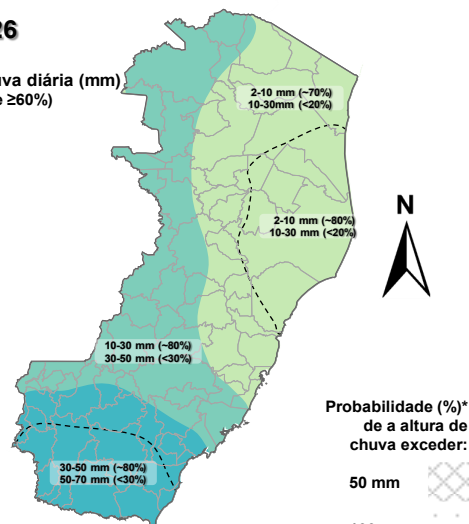 26
uva diária (mm)
e ≥60%)
2-10 mm (~70%)
10-30mm (<20%)
2-10 mm (~80%)
10-30 mm (<20%)
N
10-30 mm (~80%)
30-50 mm (<30%)
30-50 mm (~80%)
50-70 mm (<30%)
Probabilidade (%)*
de a altura de
chuva exceder:
50 mm